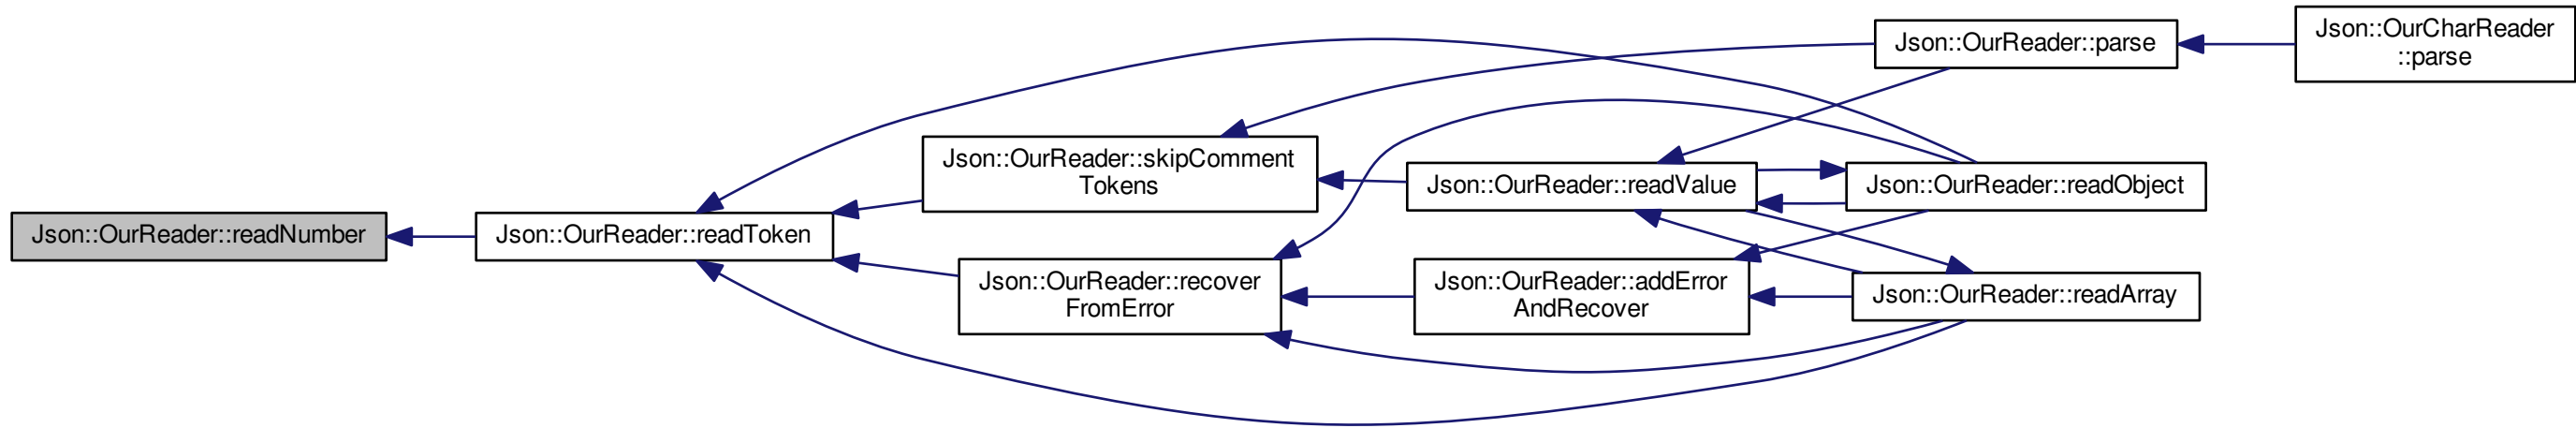 Json::OurReader::readNumber
Json::OurReader::readToken
Json::OurReader::skipComment
Tokens
Json::OurReader::recover
FromError
Json::OurReader::readValue
Json::OurReader::addError
AndRecover
Json::OurReader::parse
Json::OurReader::readObject
Json::OurReader::readArray
Json::OurCharReader
::parse